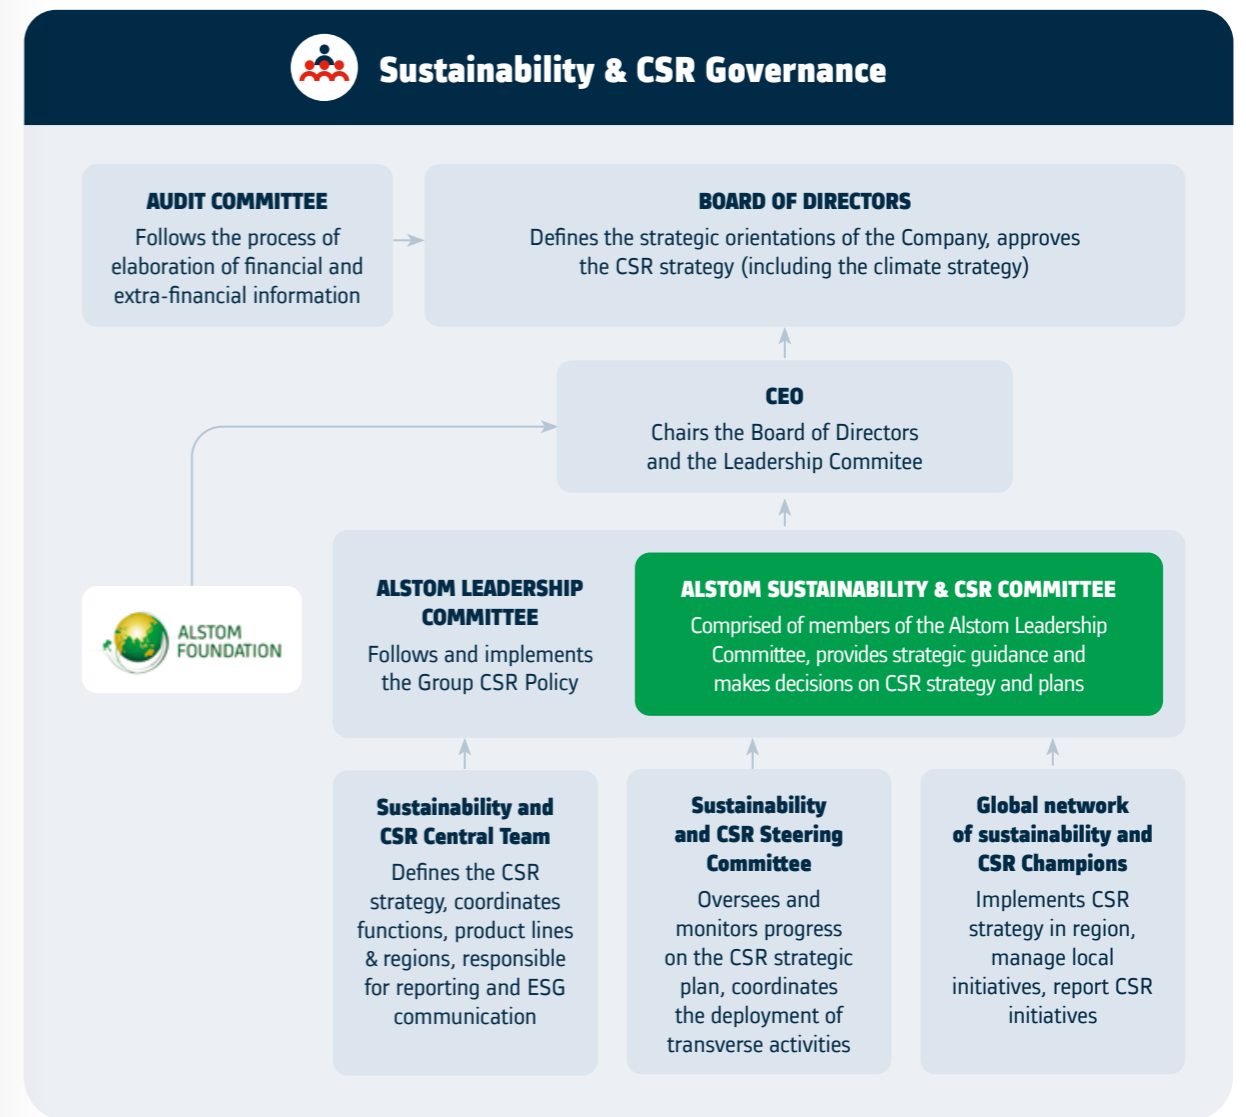 Sustainability & CSR Governance
AUDIT COMMITTEE
Follows the process of
elaboration of financial and
extra-financial information
BOARD OF DIRECTORS
Defines the strategic orientations of the Company, approves
the CSR strategy (including the climate strategy)
CEO
Chairs the Board of Directors
and the Leadership Commitee
ALSTOM
FOUNDATION
ALSTOM LEADERSHIP
COMMITTEE
Follows and implements
the Group CSR Policy
ALSTOM SUSTAINABILITY & CSR COMMITTEE
Comprised of members of the Alstom Leadership
Committee, provides strategic guidance and
makes decisions on CSR strategy and plans
Sustainability and
CSR Central Team
Defines the CSR
strategy, coordinates
functions, product lines
& regions, responsible
for reporting and ESG
communication
Sustainability
and CSR Steering
Committee
Oversees and
monitors progress
on the CSR strategic
plan, coordinates
the deployment of
transverse activities
Global network
of sustainability and
CSR Champions
Implements CSR
strategy in region,
manage local
initiatives, report CSR
initiatives